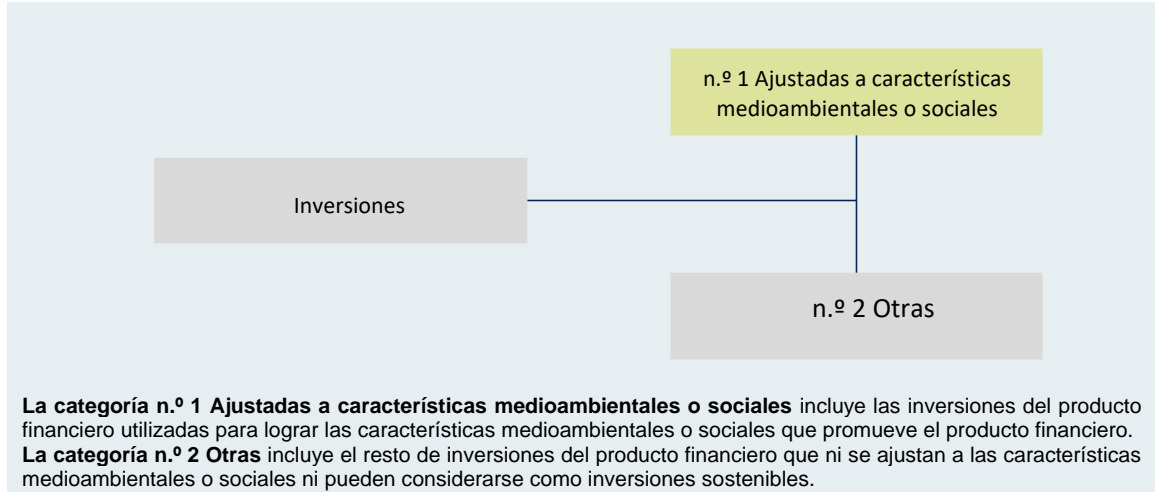 n.º 1 Ajustadas a características
medioambientales o sociales
Inversiones
n.º 2 Otras
La categoría n.º 1 Ajustadas a características medioambientales o sociales incluye las inversiones del producto
financiero utilizadas para lograr las características medioambientales o sociales que promueve el producto financiero.
La categoría n.º 2 Otras incluye el resto de inversiones del producto financiero que ni se ajustan a las características
medioambientales o sociales ni pueden considerarse como inversiones sostenibles.